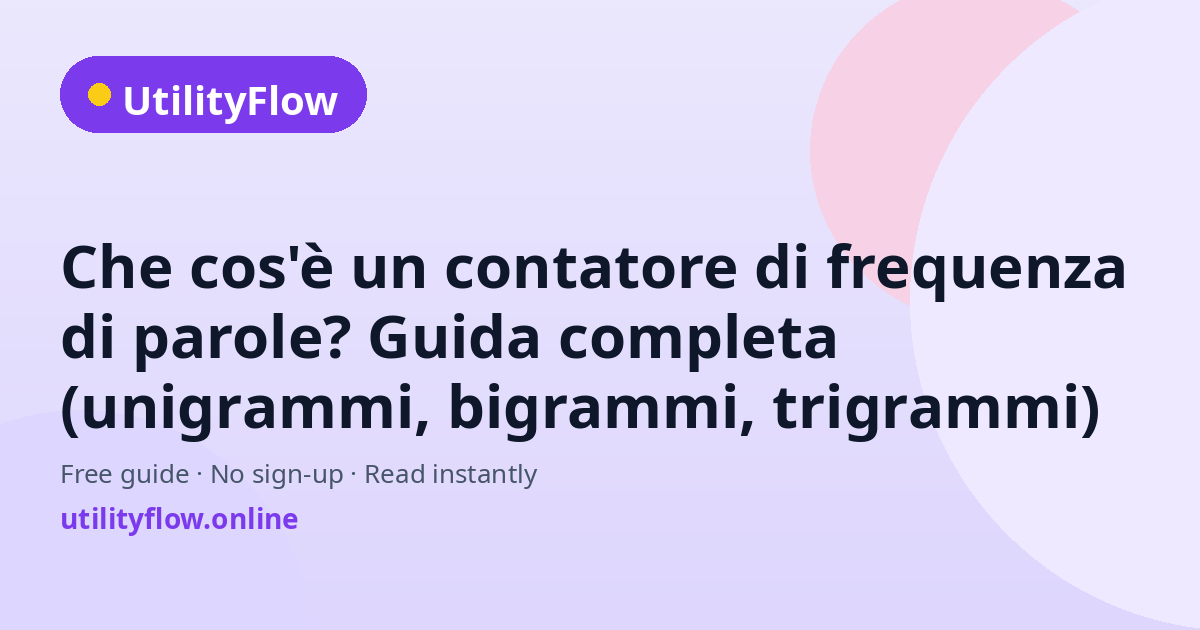 UtilityFlow
Che cos'è un contatore di frequenza
di parole? Guida completa
(unigrammi, bigrammi, trigrammi)
Free guide · No sign-up · Read instantly
utilityflow.online